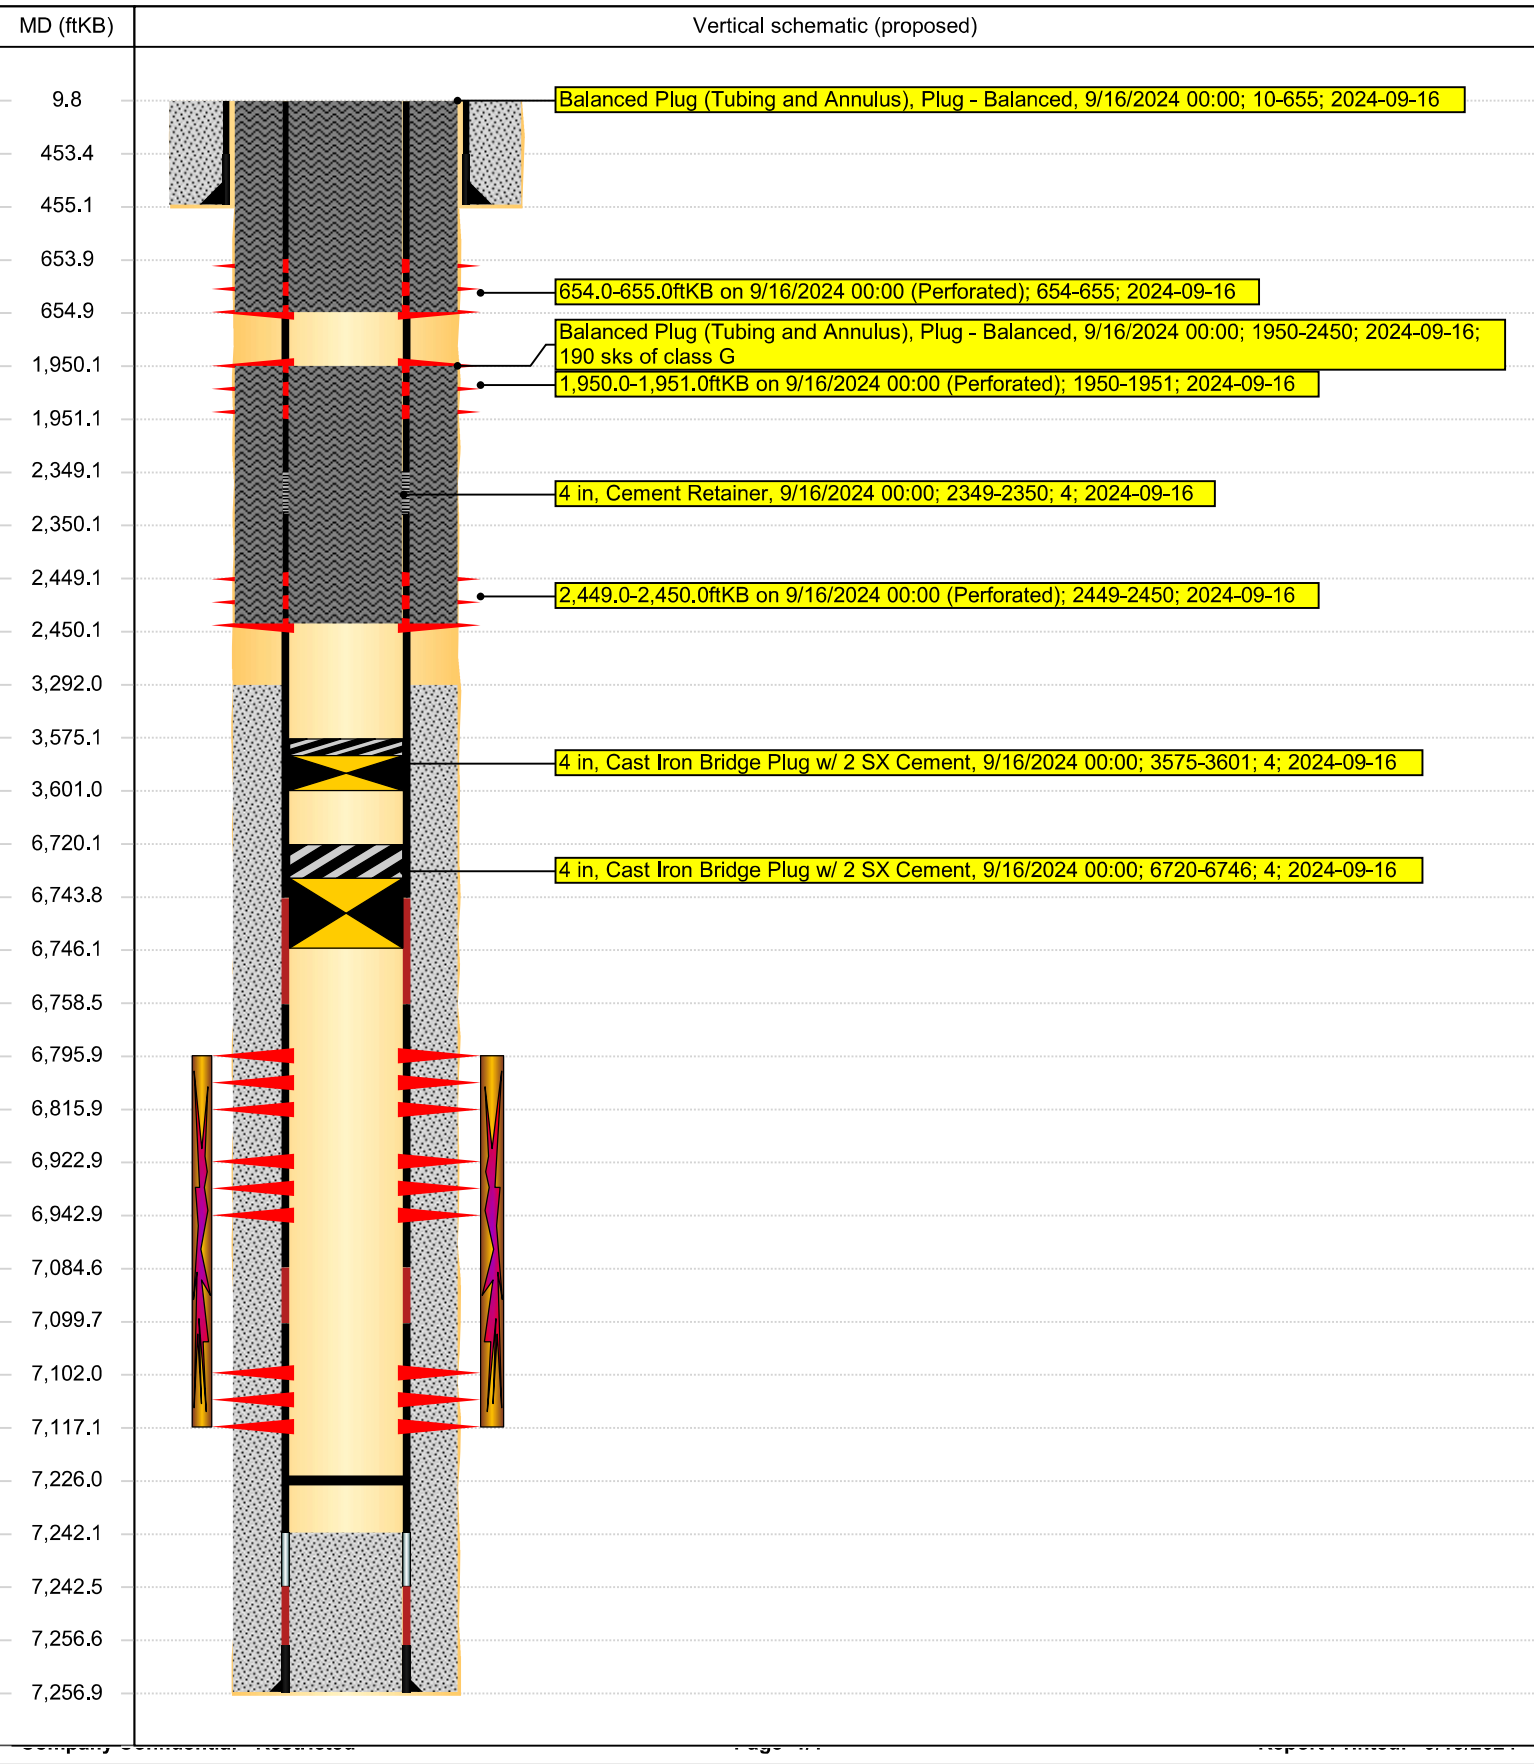 MD (ftKB)
Vertical schematic (proposed)
9.8
Balanced Plug (Tubing and Annulus), Plug - Balanced, 9/16/2024 00:00; 10-655; 2024-09-16
453.4
455.1
653.9
654.0-655.0ftKB on 9/16/2024 00:00 (Perforated); 654-655; 2024-09-16
654.9
Balanced Plug (Tubing and Annulus), Plug - Balanced, 9/16/2024 00:00; 1950-2450; 2024-09-16;
190 sks of class G
1,950.1
1,950.0-1,951.0ftKB on 9/16/2024 00:00 (Perforated); 1950-1951; 2024-09-16
1,951.1
2,349.1
4 in, Cement Retainer, 9/16/2024 00:00; 2349-2350; 4; 2024-09-16
2,350.1
2,449.1
2,449.0-2,450.0ftKB on 9/16/2024 00:00 (Perforated); 2449-2450; 2024-09-16
2,450.1
3,292.0
3,575.1
4 in, Cast Iron Bridge Plug w/ 2 SX Cement, 9/16/2024 00:00; 3575-3601; 4; 2024-09-16
3,601.0
6,720.1
4 in, Cast Iron Bridge Plug w/ 2 SX Cement, 9/16/2024 00:00; 6720-6746; 4; 2024-09-16
6,743.8
6,746.1
6,758.5
6,795.9
6,815.9
6,922.9
6,942.9
7,084.6
7,099.7
7,102.0
7,117.1
7,226.0
7,242.1
7,242.5
7,256.6
7,256.9